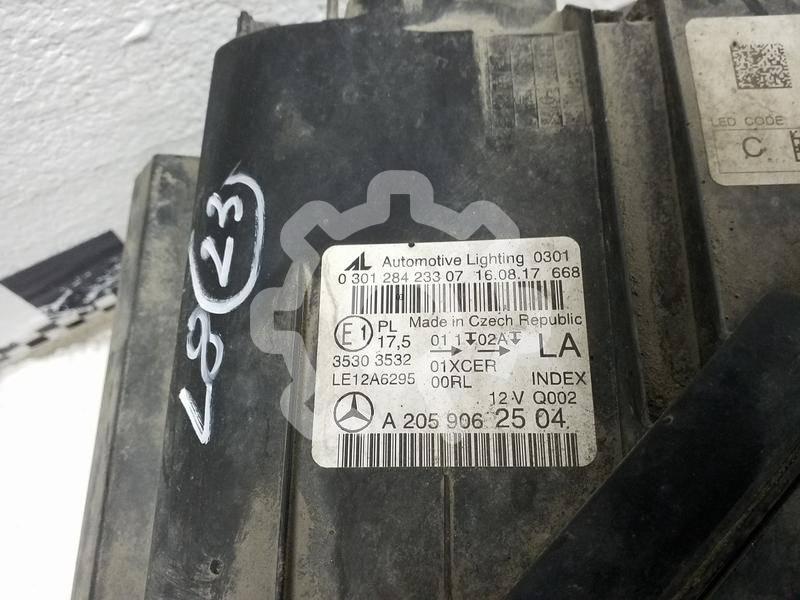 LED CODE
C
L8 23
AL Automotive Lighting 0301
0 301 284 233 07 16.08.17 668
E1 PL 17,5
Made in Czech Republic
01 1 02A
35303532
LA
LE12A6295
01XCER
00RL
INDEX
12 V Q002
A 205 906 25 04